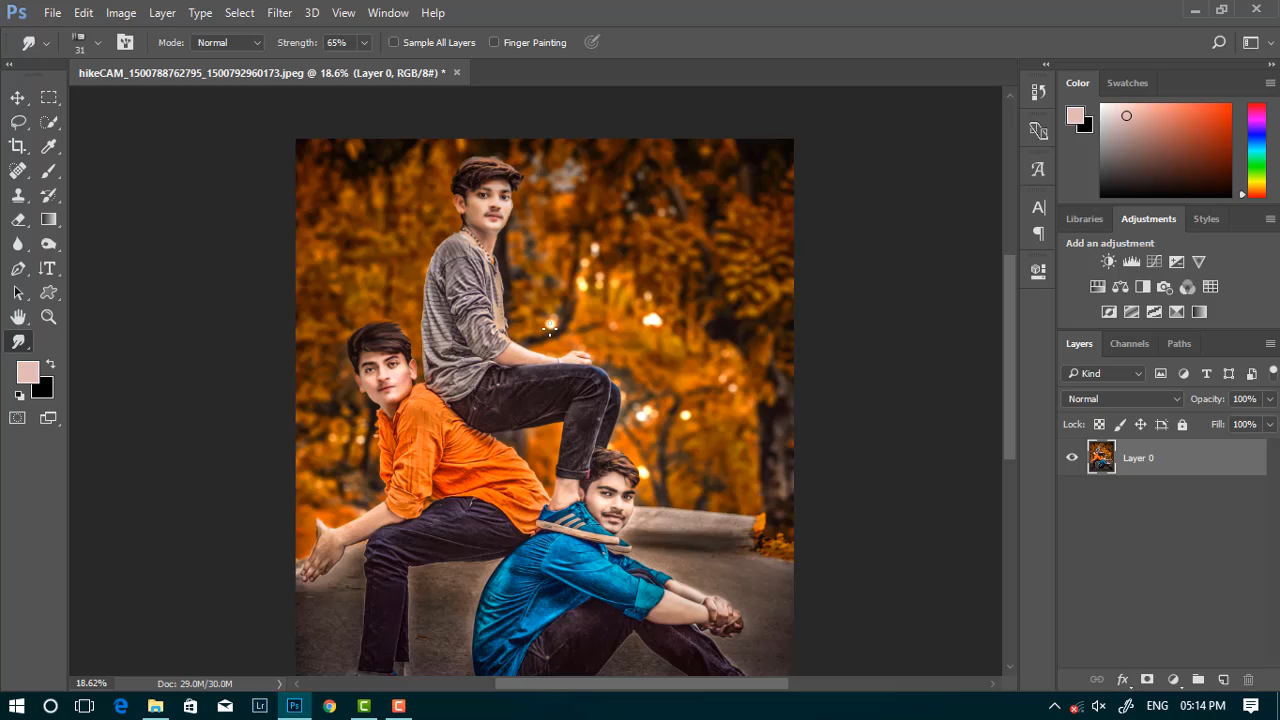 Ps File Edit Image Layer Type Select Filter 3D View Window Help
31 Mode: Normal Strength: 65% Sample All Layers Finger Painting
hikeCAM_1500788762795_1500792960173.jpeg @ 18.6% (Layer 0, RGB/8#) *
Color Swatches
Libraries Adjustments Styles
Add an adjustment
Layers Channels Paths
Kind
Normal Opacity: 100%
Lock: Fill: 100%
Layer 0
18.62% Doc: 29.0M/30.0M
Lr Ps C C ENG 05:14 PM